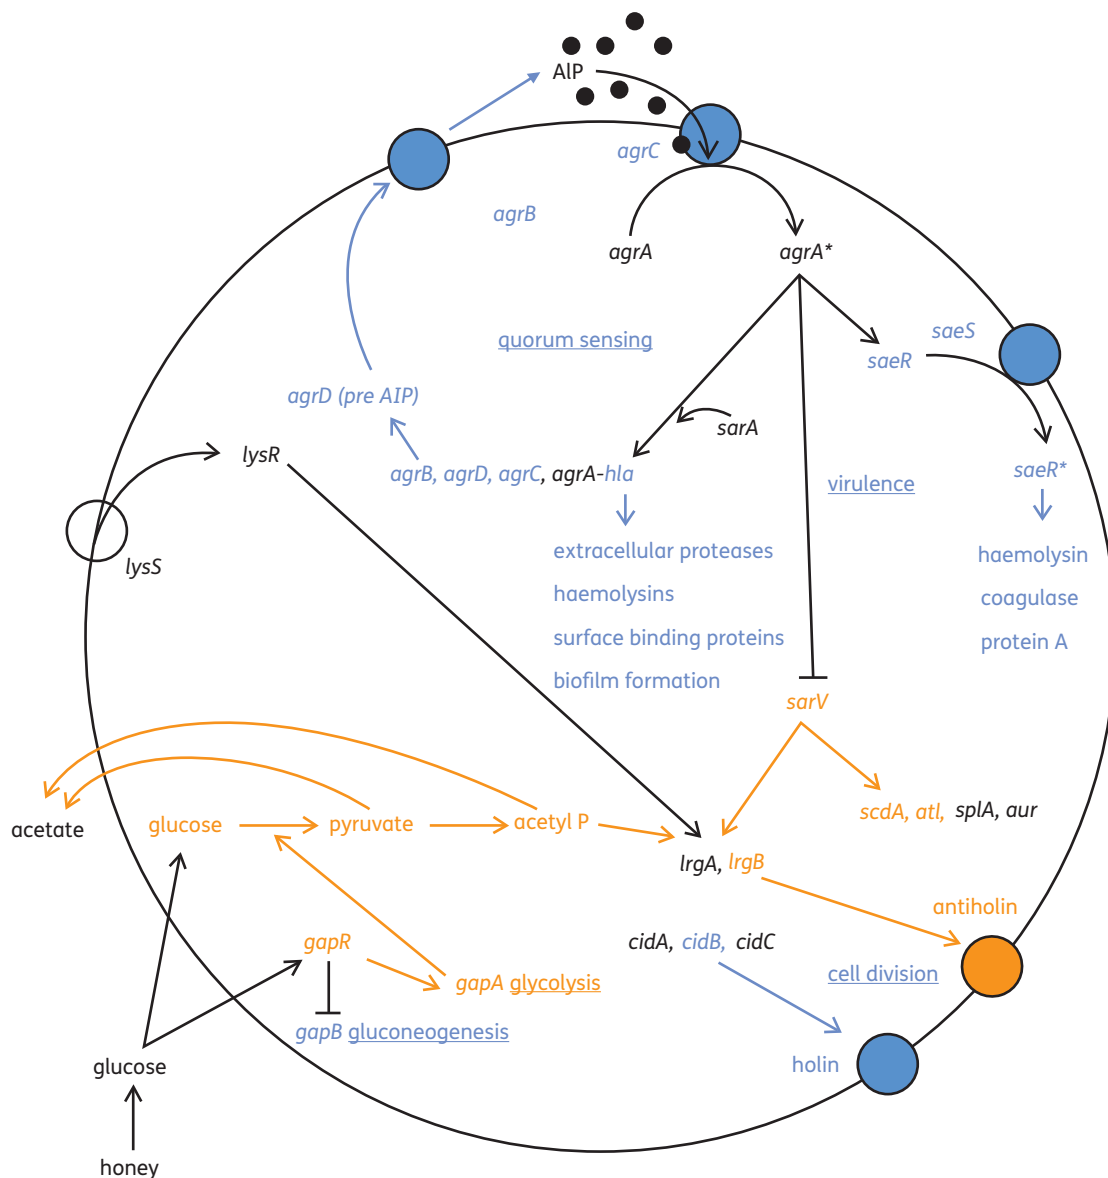 AlP
agrC
agrB
agrA
agrA*
quorum sensing
saeS
saeR
agrD (pre AIP)
sarA
lysR
agrB, agrD, agrC, agrA-hla
virulence
saeR*
lysS
extracellular proteases
haemolysin
haemolysins
coagulase
surface binding proteins
protein A
biofilm formation
sarV
acetate
glucose
pyruvate
acetyl P
scdA, atl, splA, aur
lrgA, lrgB
antiholin
gapR
cidA, cidB, cidC
gapA glycolysis
cell division
gapB gluconeogenesis
glucose
holin
honey